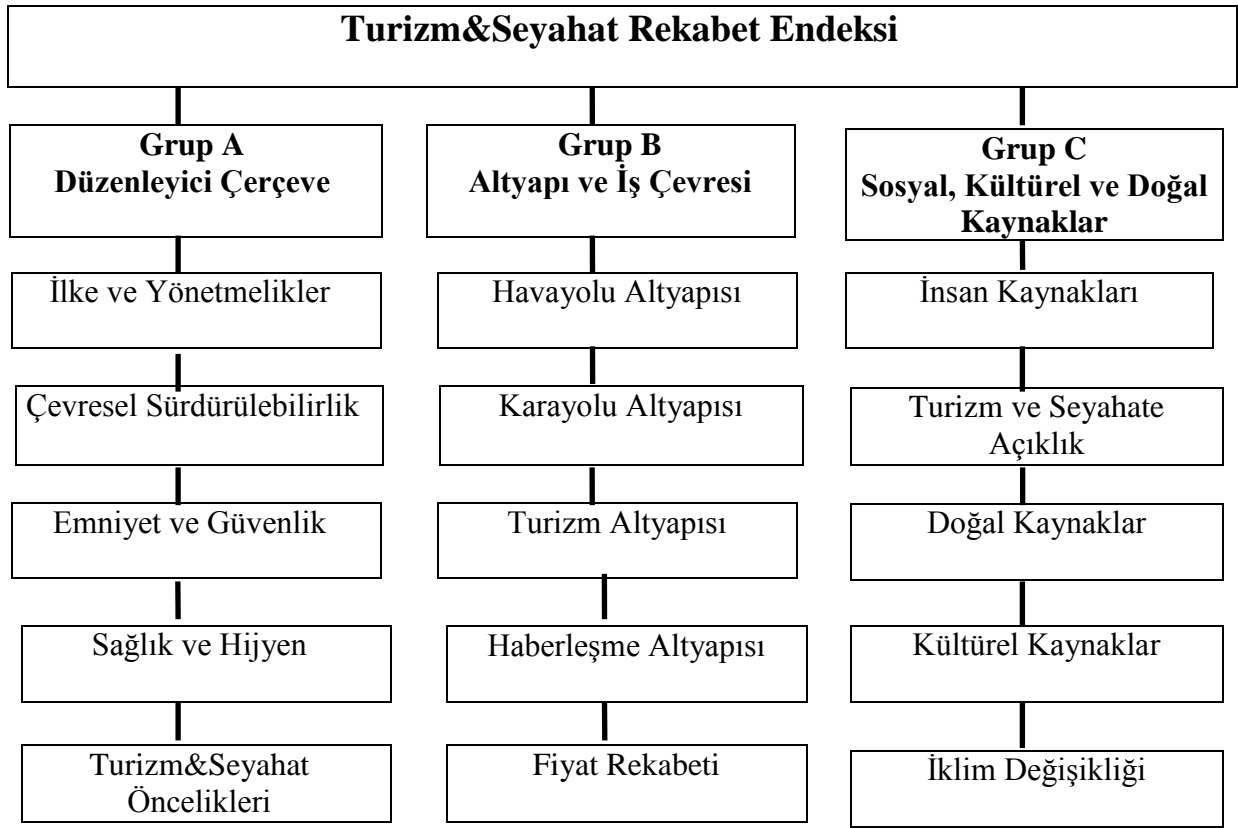 Turizm&Seyahat Rekabet Endeksi
Grup A
Düzenleyici Çerçeve
İlke ve Yönetmelikler
Çevresel Sürdürülebilirlik
Emniyet ve Güvenlik
Sağlık ve Hijyen
Turizm&Seyahat
Öncelikleri
Grup B
Altyapı ve İş Çevresi
Havayolu Altyapısı
Karayolu Altyapısı
Turizm Altyapısı
Haberleşme Altyapısı
Fiyat Rekabeti
Grup C
Sosyal, Kültürel ve Doğal
Kaynaklar
İnsan Kaynakları
Turizm ve Seyahate
Açıklık
Doğal Kaynaklar
Kültürel Kaynaklar
İklim Değişikliği